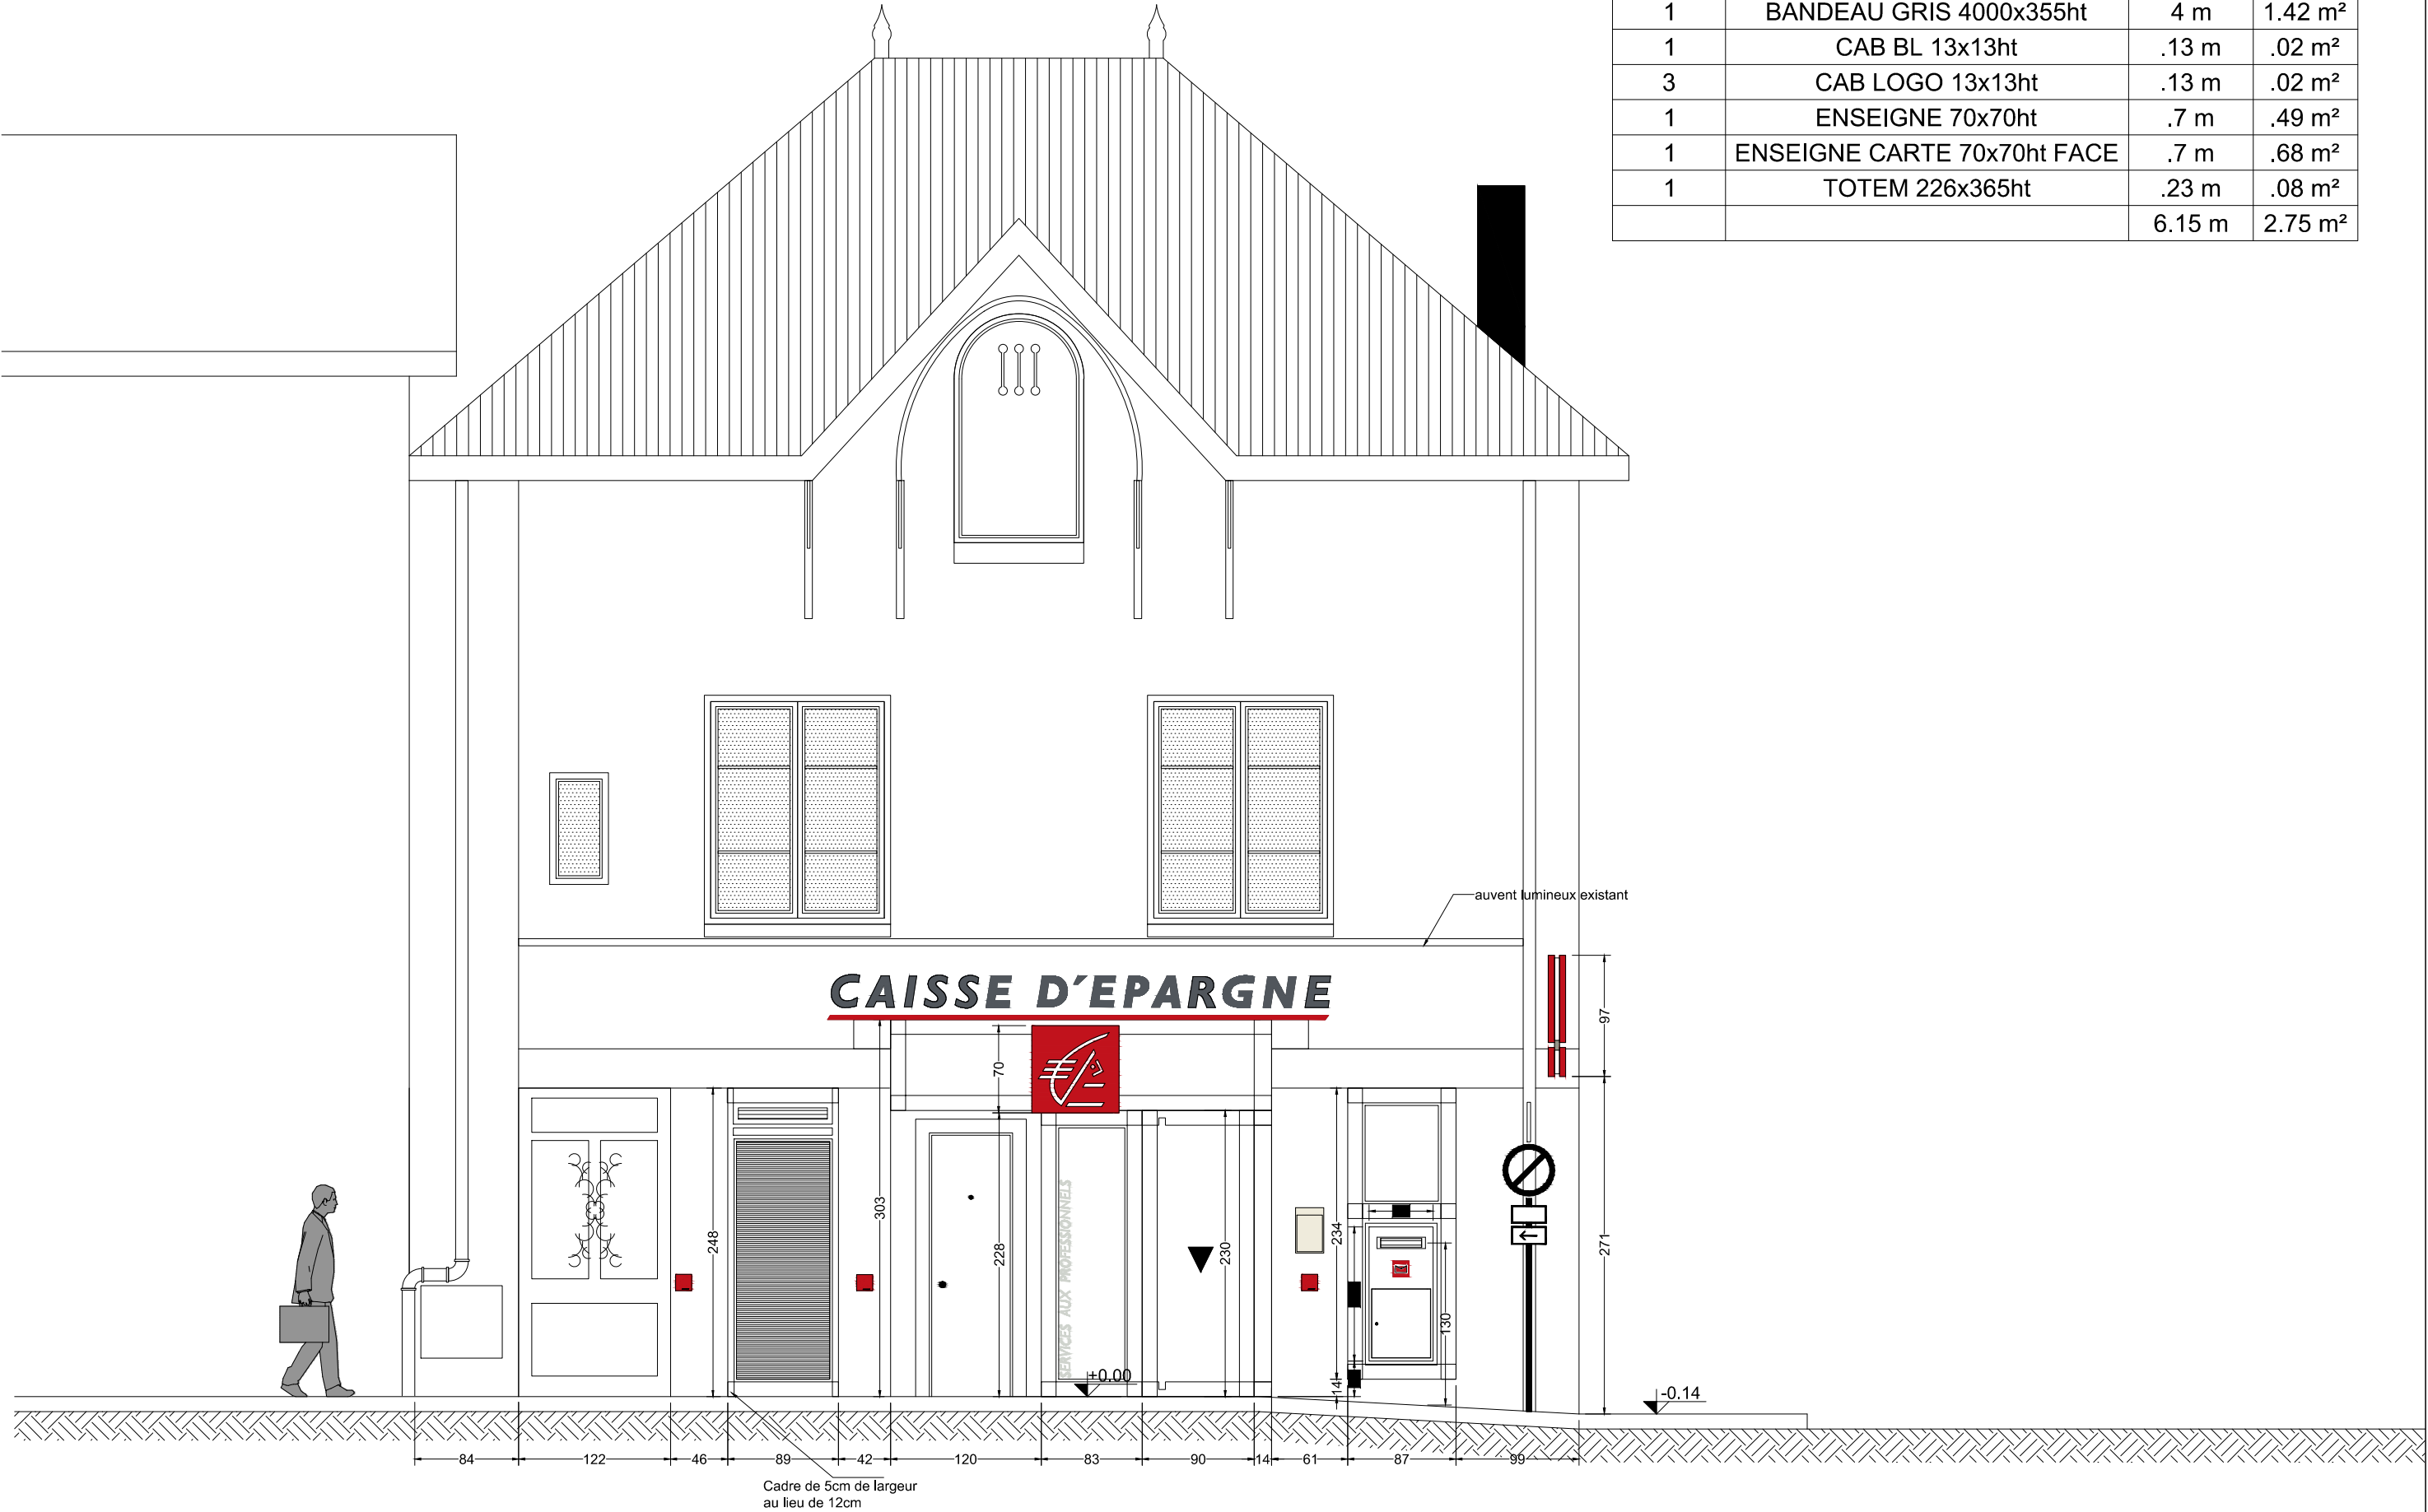 1 BANDEAU GRIS 4000x355ht 4 m 1.42 m²
1 CAB BL 13x13ht .13 m .02 m²
3 CAB LOGO 13x13ht .13 m .02 m²
1 ENSEIGNE 70x70ht .7 m .49 m²
1 ENSEIGNE CARTE 70x70ht FACE .7 m .68 m²
1 TOTEM 226x365ht .23 m .08 m²
6.15 m 2.75 m²
auvent lumineux existant
CAISSE D'EPARGNE
97
70
248
303
228
SERVICES AUX PROFESSIONNELS
230
234
271
130
14
+0.00
-0.14
84 122 46 89 42 120 83 90 14 61 87 99
Cadre de 5cm de largeur
au lieu de 12cm